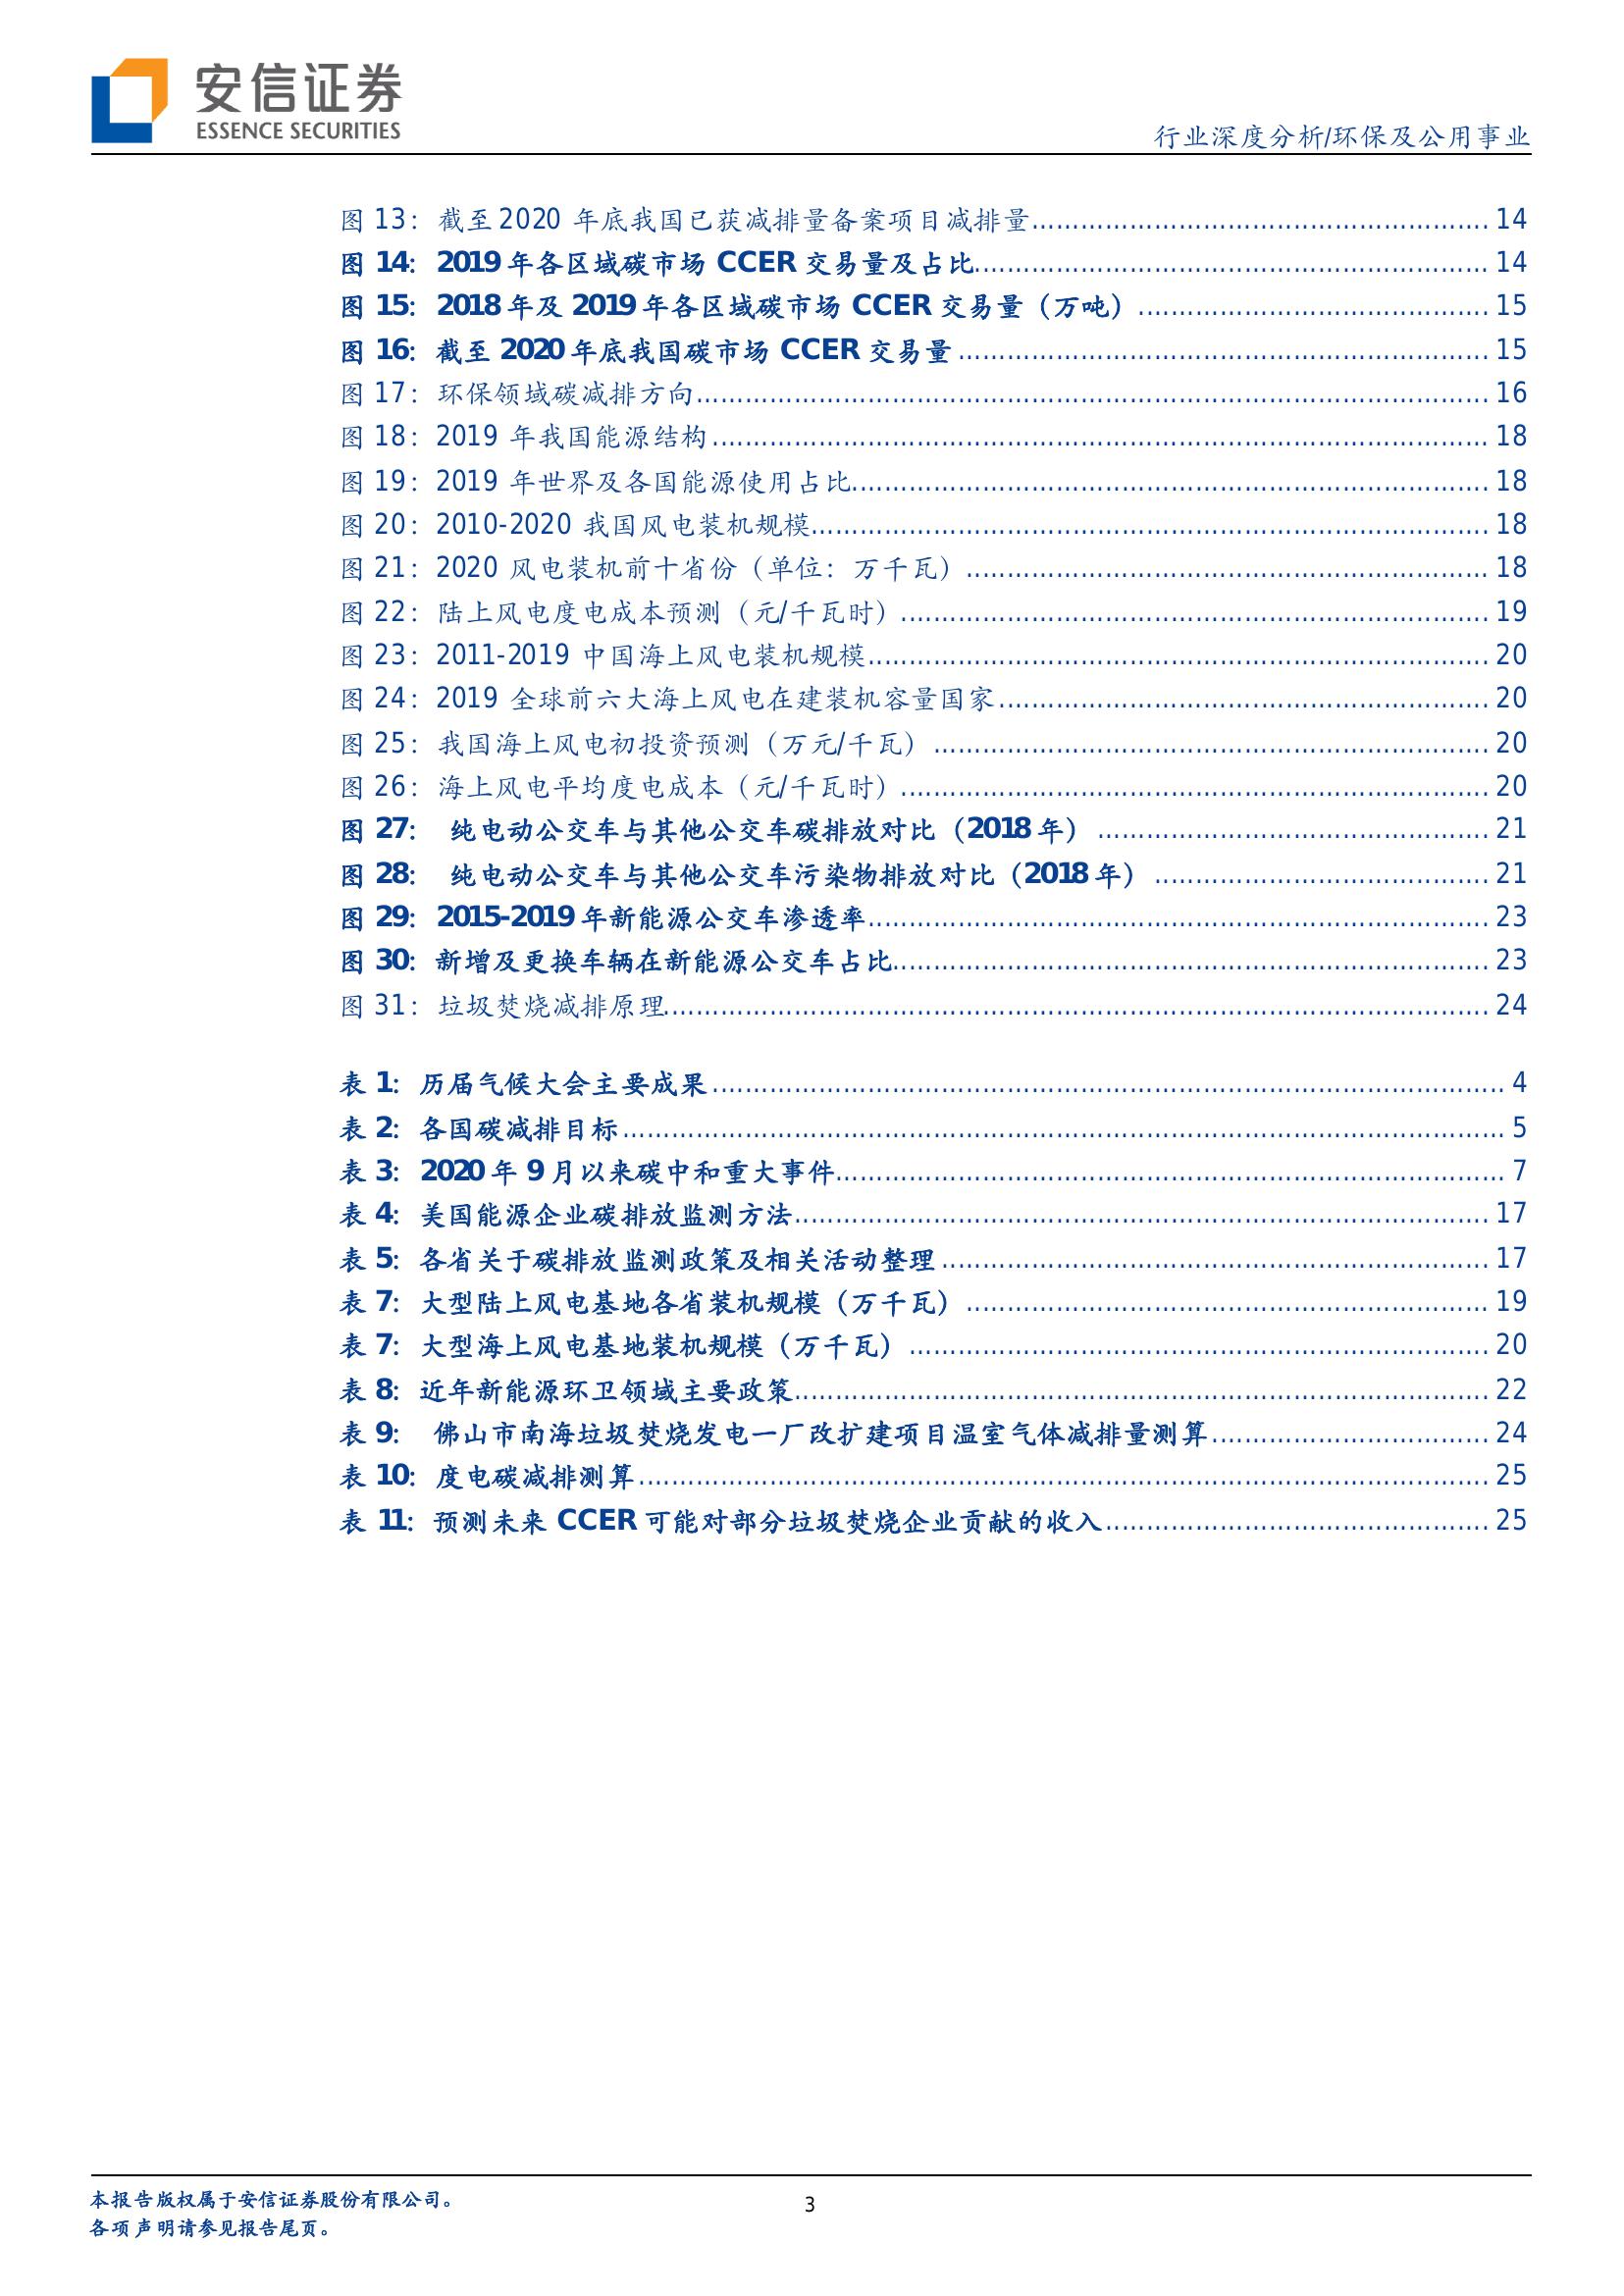 安信证券
ESSENCE SECURITIES
行业深度分析/环保及公用事业
图 13：截至 2020 年底我国已获减排量备案项目减排量 14
图 14：2019 年各区域碳市场 CCER 交易量及占比 14
图 15：2018 年及 2019 年各区域碳市场 CCER 交易量（万吨） 15
图 16：截至 2020 年底我国碳市场 CCER 交易量 15
图 17：环保领域碳减排方向 16
图 18：2019 年我国能源结构 18
图 19：2019 年世界及各国能源使用占比 18
图 20：2010-2020 我国风电装机规模 18
图 21：2020 风电装机前十省份（单位：万千瓦） 18
图 22：陆上风电度电成本预测（元/千瓦时） 19
图 23：2011-2019 中国海上风电装机规模 20
图 24：2019 全球前六大海上风电在建装机容量国家 20
图 25：我国海上风电初投资预测（万元/千瓦） 20
图 26：海上风电平均度电成本（元/千瓦时） 20
图 27： 纯电动公交车与其他公交车碳排放对比（2018 年） 21
图 28： 纯电动公交车与其他公交车污染物排放对比（2018 年） 21
图 29：2015-2019 年新能源公交车渗透率 23
图 30：新增及更换车辆在新能源公交车占比 23
图 31：垃圾焚烧减排原理 24
表 1：历届气候大会主要成果 4
表 2：各国碳减排目标 5
表 3：2020 年 9 月以来碳中和重大事件 7
表 4：美国能源企业碳排放监测方法 17
表 5：各省关于碳排放监测政策及相关活动整理 17
表 7：大型陆上风电基地各省装机规模（万千瓦） 19
表 7：大型海上风电基地装机规模（万千瓦） 20
表 8：近年新能源环卫领域主要政策 22
表 9： 佛山市南海垃圾焚烧发电一厂改扩建项目温室气体减排量测算 24
表 10：度电碳减排测算 25
表 11：预测未来 CCER 可能对部分垃圾焚烧企业贡献的收入 25
本报告版权属于安信证券股份有限公司。
各项声明请参见报告尾页。
3